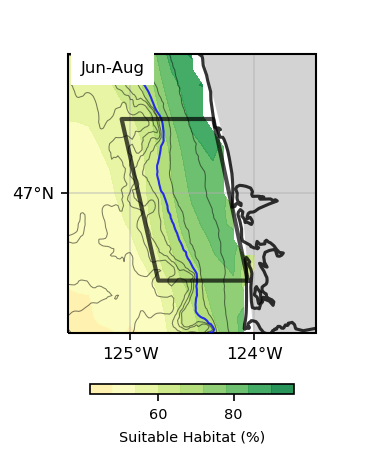 Jun-Aug
47°N
125°W 124°W
60 80
Suitable Habitat (%)